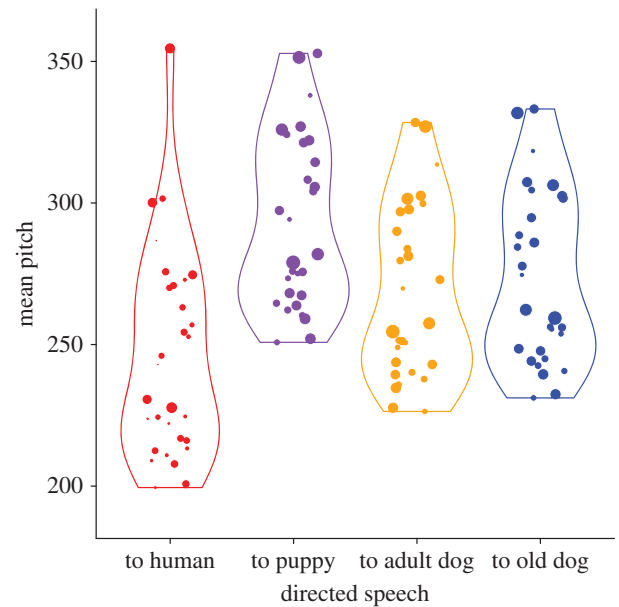 350
300
250
200
mean pitch
to human to puppy to adult dog to old dog
directed speech